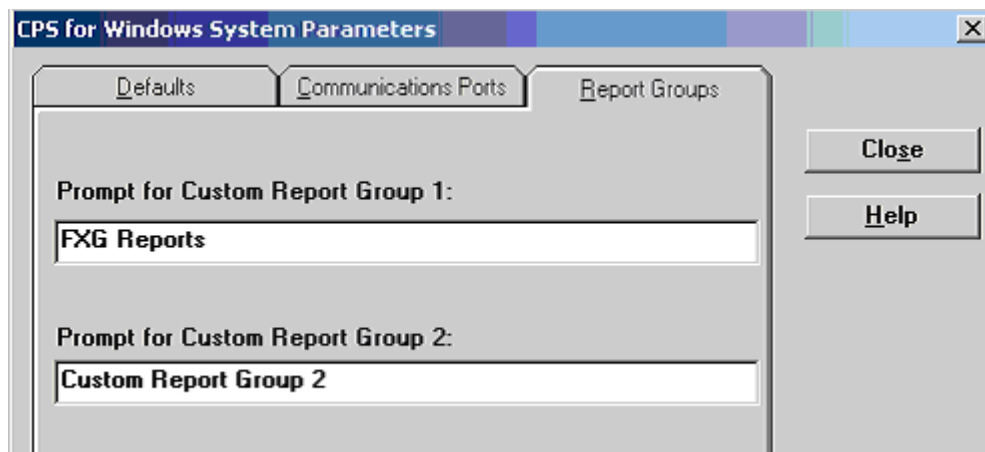 CPS for Windows System Parameters
Defaults
Communications Ports
Report Groups
Close
Prompt for Custom Report Group 1:
Help
FXG Reports
Prompt for Custom Report Group 2:
Custom Report Group 2